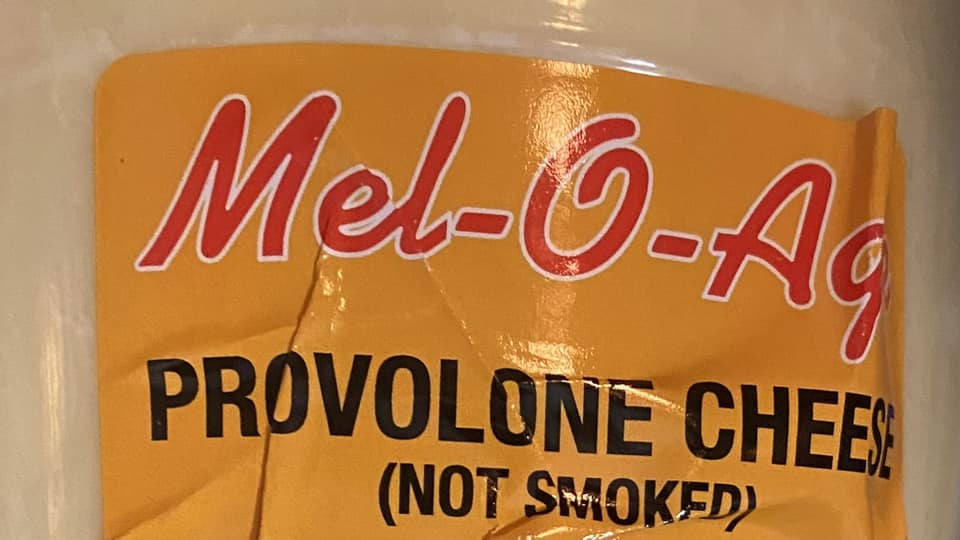 Mel-O-Ag
PROVOLONE CHEESE
(NOT SMOKED)